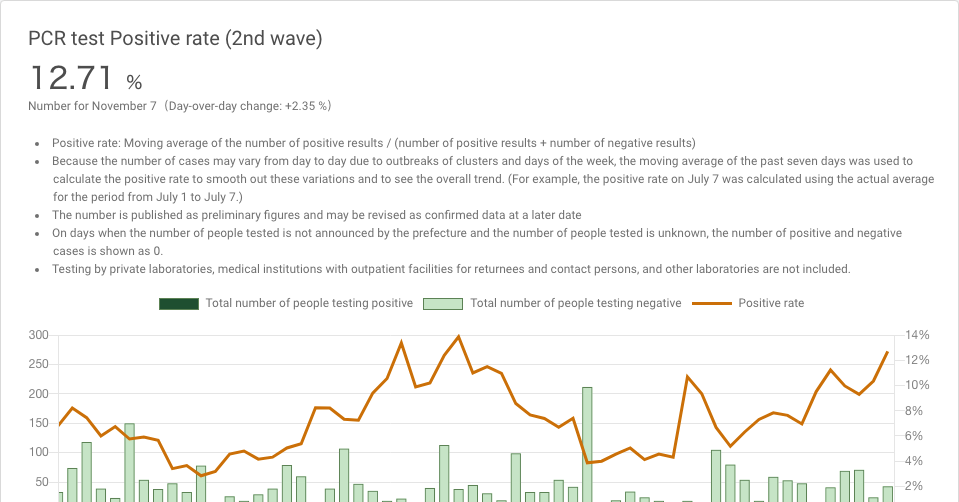 PCR test Positive rate (2nd wave)
12.71 %
Number for November 7（Day-over-day change: +2.35 %）
• Positive rate: Moving average of the number of positive results / (number of positive results + number of negative results)
• Because the number of cases may vary from day to day due to outbreaks of clusters and days of the week, the moving average of the past seven days was used to
calculate the positive rate to smooth out these variations and to see the overall trend. (For example, the positive rate on July 7 was calculated using the actual average
for the period from July 1 to July 7.)
• The number is published as preliminary figures and may be revised as confirmed data at a later date
• On days when the number of people tested is not announced by the prefecture and the number of people tested is unknown, the number of positive and negative
cases is shown as 0.
• Testing by private laboratories, medical institutions with outpatient facilities for returnees and contact persons, and other laboratories are not included.
Total number of people testing positive Total number of people testing negative Positive rate
300 14%
250 12%
200 10%
150 8%
100 6%
50 4%
2%